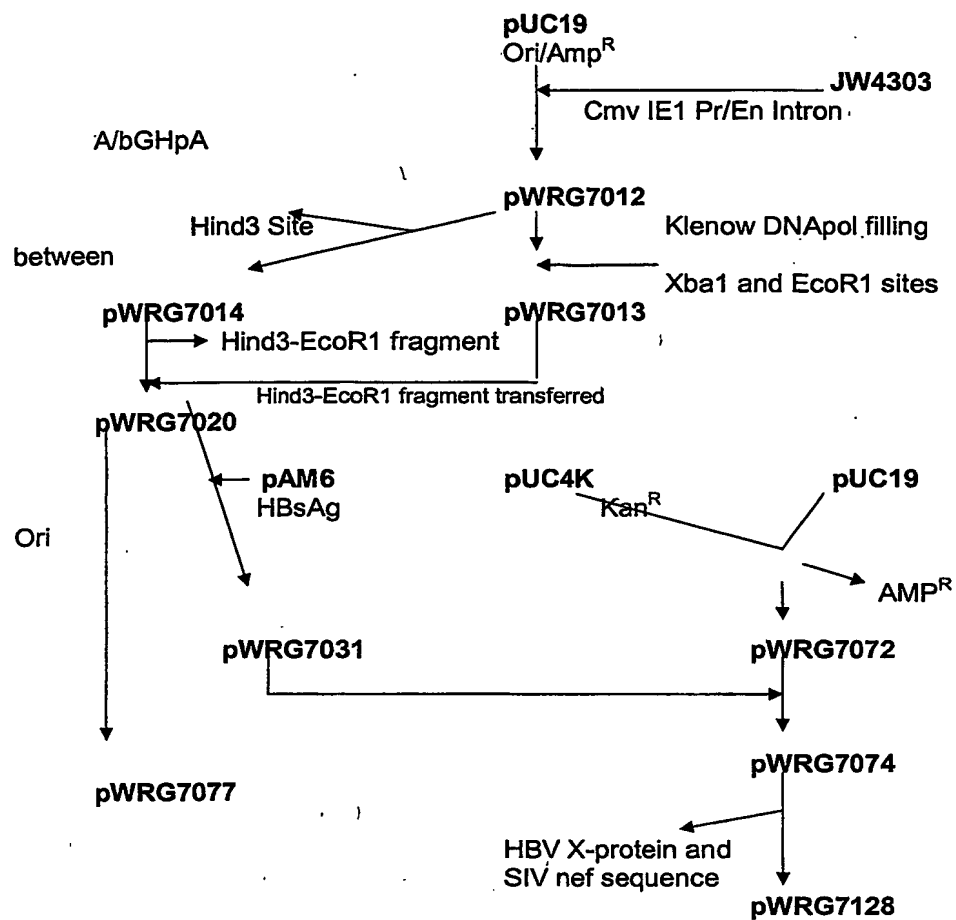 pUC19
Ori/Amp^R
JW4303
Cmv IE1 Pr/En Intron
A/bGHpA
pWRG7012
Hind3 Site
Klenow DNApol filling
between
Xba1 and EcoR1 sites
pWRG7014
pWRG7013
Hind3-EcoR1 fragment
Hind3-EcoR1 fragment transferred
pWRG7020
pAM6
HBsAg
pUC4K
Kan^R
pUC19
Ori
AMP^R
pWRG7031
pWRG7072
pWRG7074
pWRG7077
HBV X-protein and
SIV nef sequence
pWRG7128